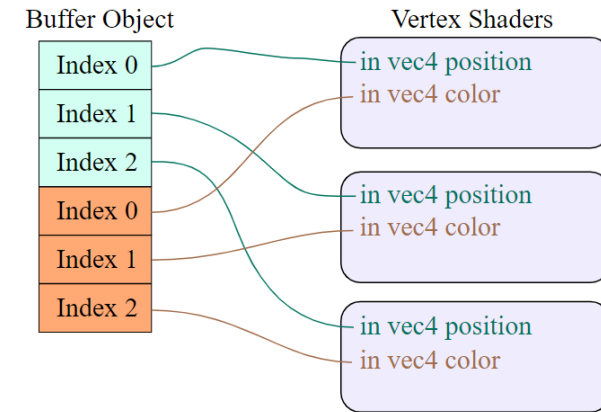 Buffer Object
Index 0
Index 1
Index 2
Index 0
Index 1
Index 2
Vertex Shaders
in vec4 position
in vec4 color
in vec4 position
in vec4 color
in vec4 position
in vec4 color